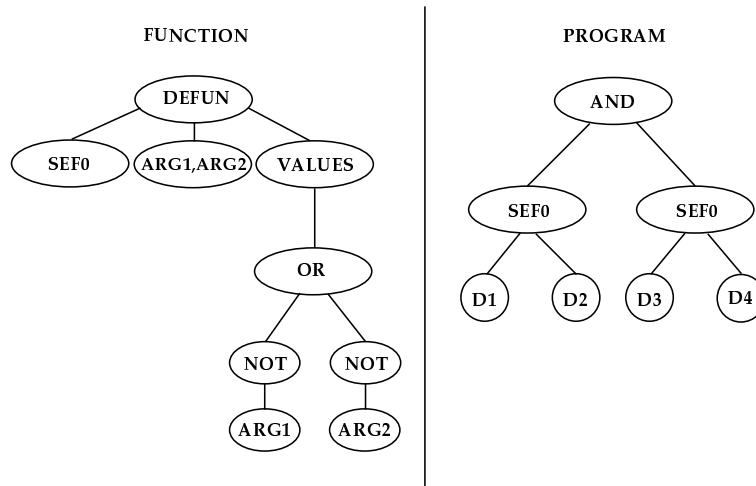 FUNCTION
DEFUN
SEF0
ARG1,ARG2
VALUES
OR
NOT
NOT
ARG1
ARG2
PROGRAM
AND
SEF0
SEF0
D1
D2
D3
D4